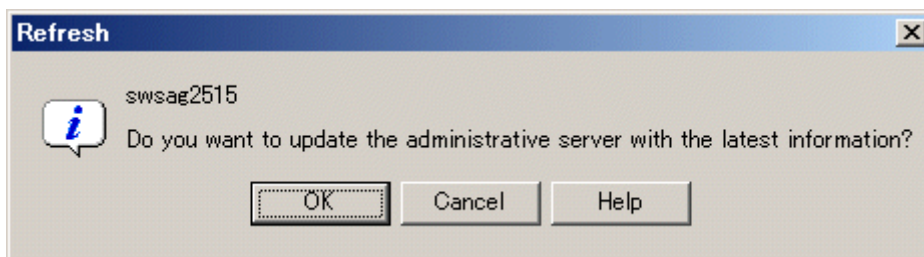 Refresh
swsag2515
Do you want to update the administrative server with the latest information?
OK Cancel Help